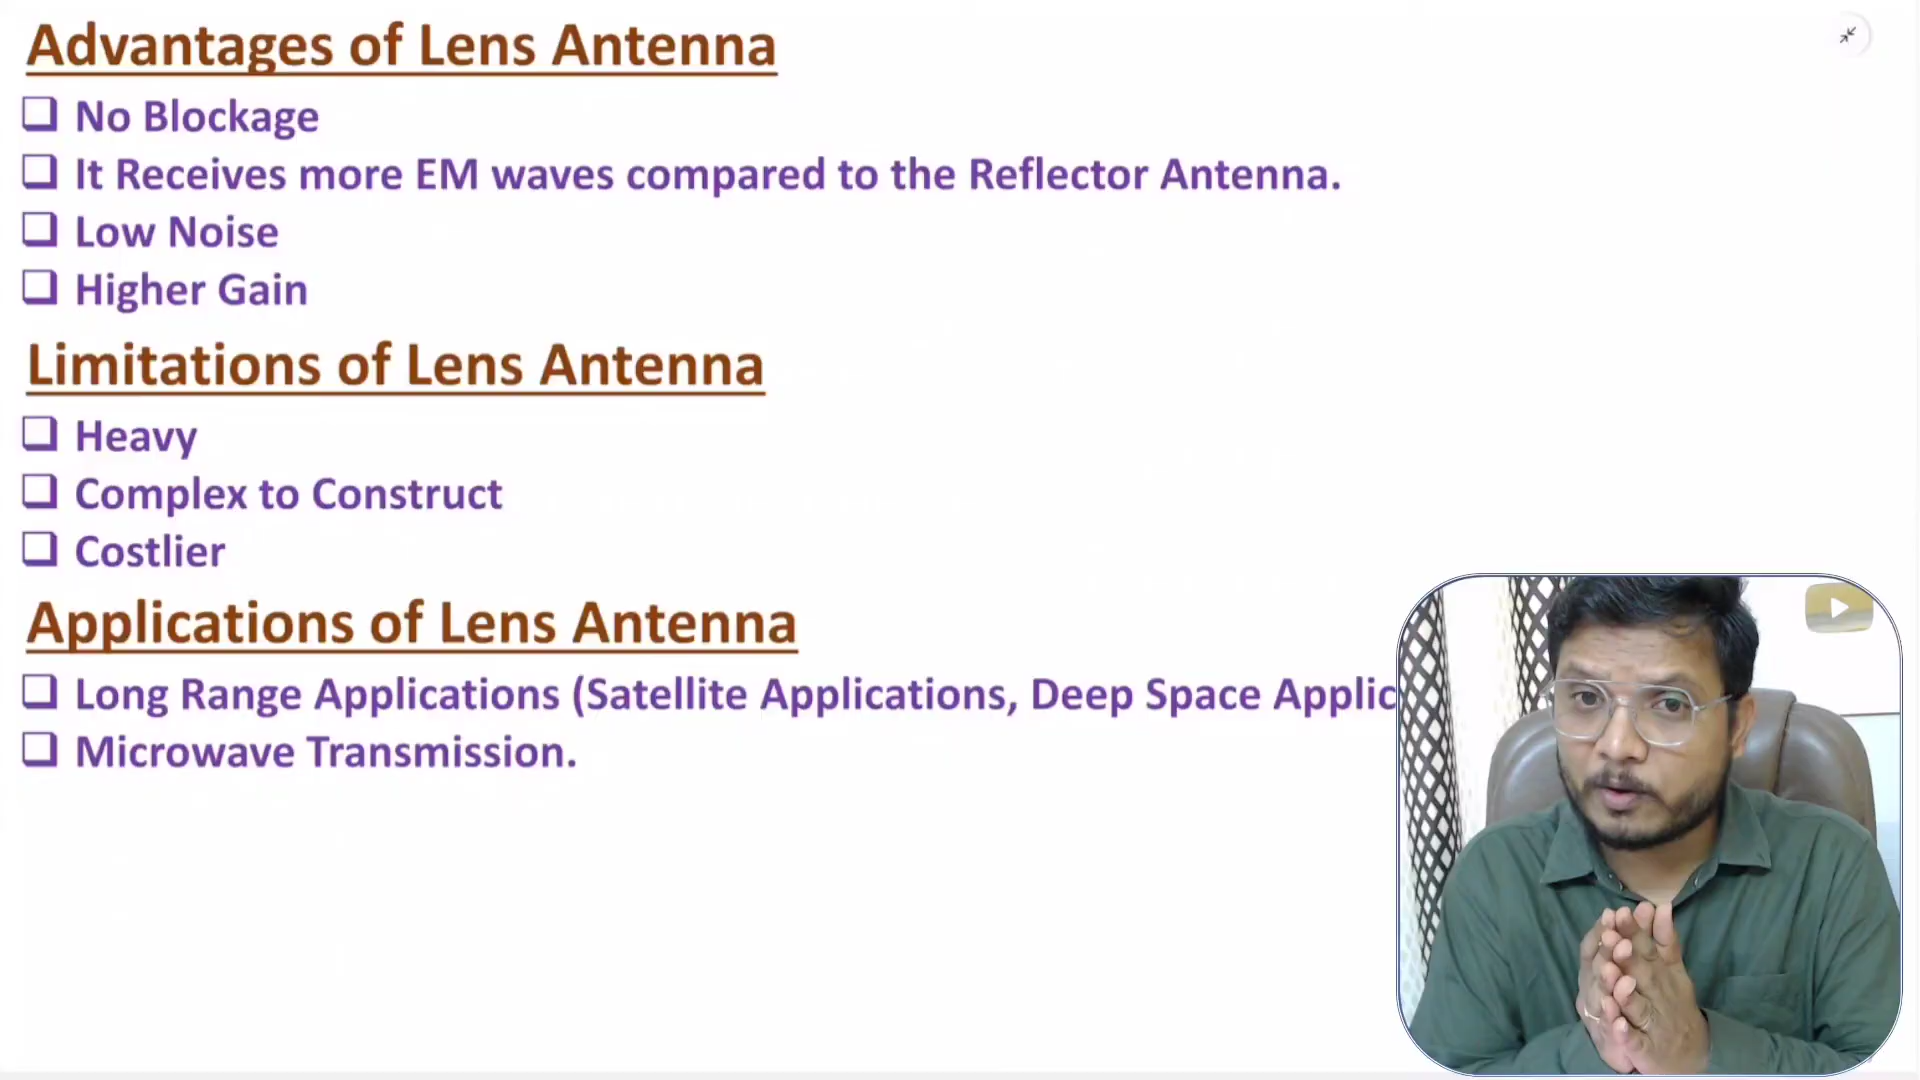 Advantages of Lens Antenna
No Blockage
It Receives more EM waves compared to the Reflector Antenna.
Low Noise
Higher Gain
Limitations of Lens Antenna
Heavy
Complex to Construct
Costlier
Applications of Lens Antenna
Long Range Applications (Satellite Applications, Deep Space Applic
Microwave Transmission.